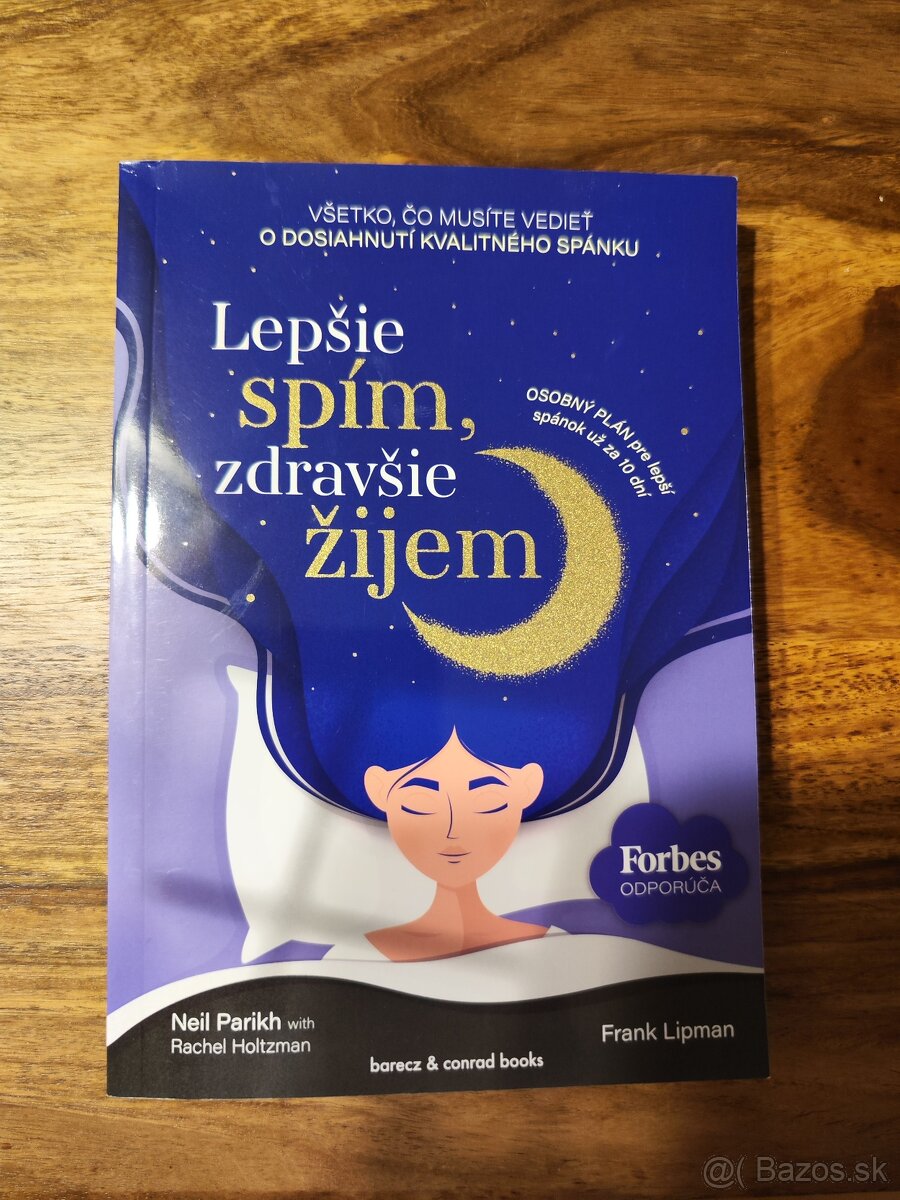 VŠETKO, ČO MUSÍTE VEDIEŤ
O DOSIAHNUTÍ KVALITNÉHO SPÁNKU
Lepšie
spím,
zdravšie
žijem
OSOBNÝ PLÁN pre lepší
spánok už za 10 dní
Forbes
ODPORÚČA
Neil Parikh with
Rachel Holtzman
Frank Lipman
barecz & conrad books
@( Bazos.sk